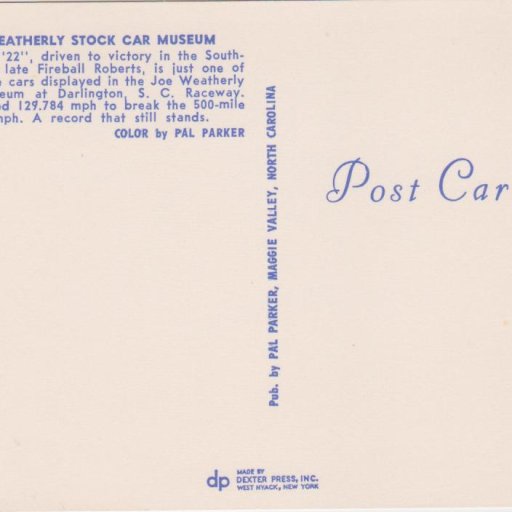 EATHERLY STOCK CAR MUSEUM
'22", driven to victory in the South-
late Fireball Roberts, is just one of
cars displayed in the Joe Weatherly
eum at Darlington, S. C. Raceway.
d 129.784 mph to break the 500-mile
mph. A record that still stands.
COLOR by PAL PARKER
Pub. by PAL PARKER, MAGGIE VALLEY, NORTH CAROLINA
Post Car
dp
MADE BY
DEXTER PRESS, INC.
WEST NYACK, NEW YORK